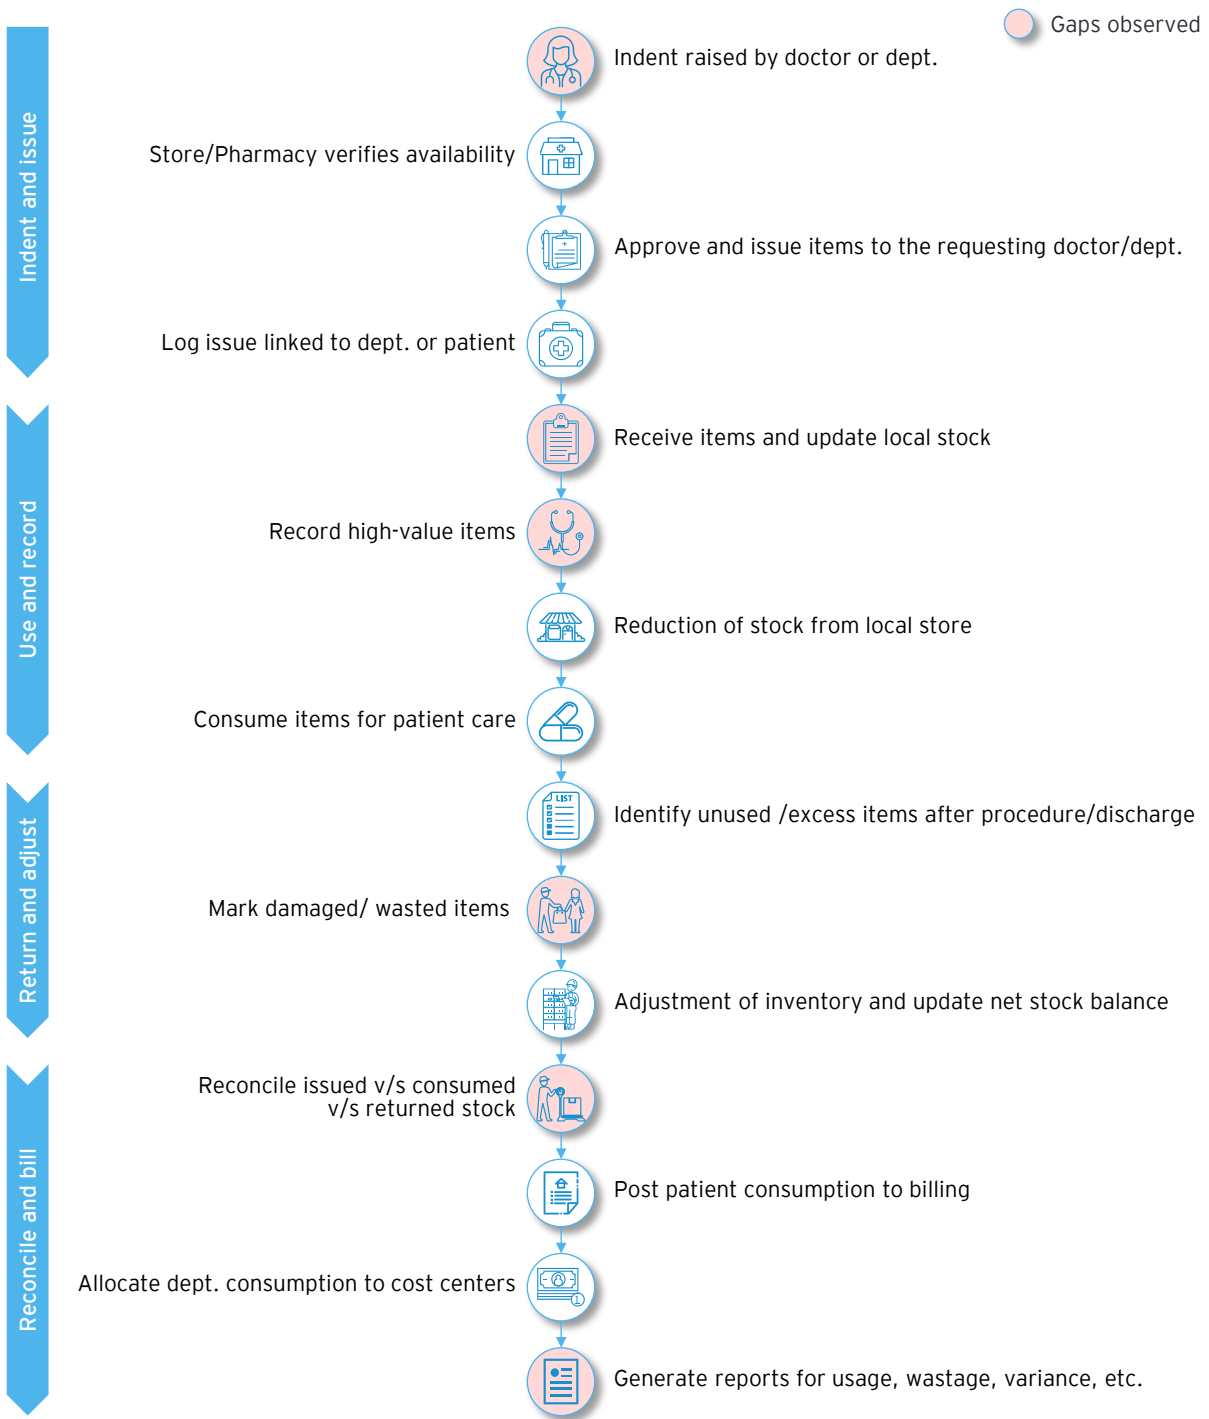 Gaps observed
Indent and issue
Indent raised by doctor or dept.
Store/Pharmacy verifies availability
Approve and issue items to the requesting doctor/dept.
Log issue linked to dept. or patient
Use and record
Receive items and update local stock
Record high-value items
Reduction of stock from local store
Consume items for patient care
Return and adjust
LIST
Identify unused /excess items after procedure/discharge
Mark damaged/ wasted items
Adjustment of inventory and update net stock balance
Reconcile and bill
Reconcile issued v/s consumed
v/s returned stock
Post patient consumption to billing
Allocate dept. consumption to cost centers
1
Generate reports for usage, wastage, variance, etc.